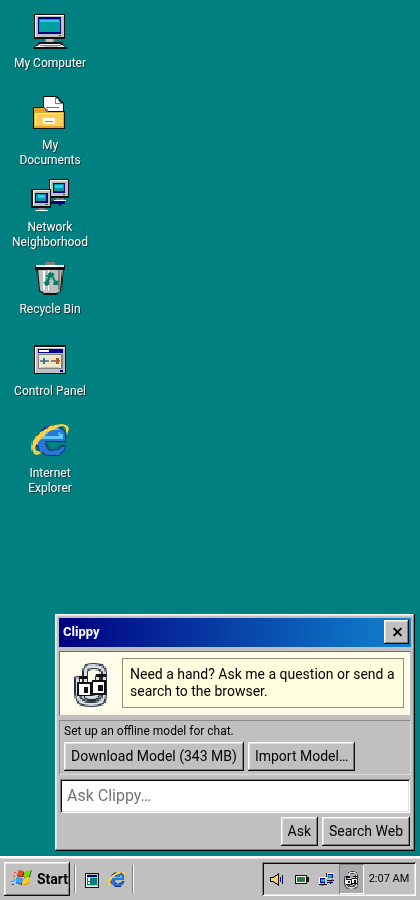 My Computer
My
Documents
Network
Neighborhood
Recycle Bin
Control Panel
Internet
Explorer
Clippy
Need a hand? Ask me a question or send a
search to the browser.
Set up an offline model for chat.
Download Model (343 MB) Import Model...
Ask Clippy...
Ask Search Web
Start 2:07 AM